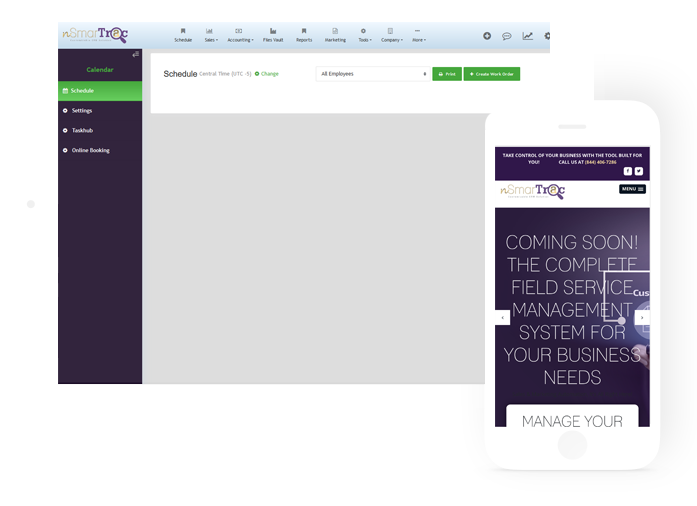 nSmarTrac
Schedule
Sales
Accounting
Files Vault
Reports
Marketing
Tools
Company
More
Calendar
Schedule
Settings
Taskhub
Online Booking
Schedule Central Time (UTC -5) Change
All Employees
Print
Create Work Order
TAKE CONTROL OF YOUR BUSINESS WITH THE TOOL BUILT FOR
YOU! CALL US AT (844) 406-7286
nSmarTrac
MENU
COMING SOON!
THE COMPLETE
FIELD SERVICE
Cus
MANAGEMENT
SYSTEM FOR
YOUR BUSINESS
NEEDS
MANAGE YOUR